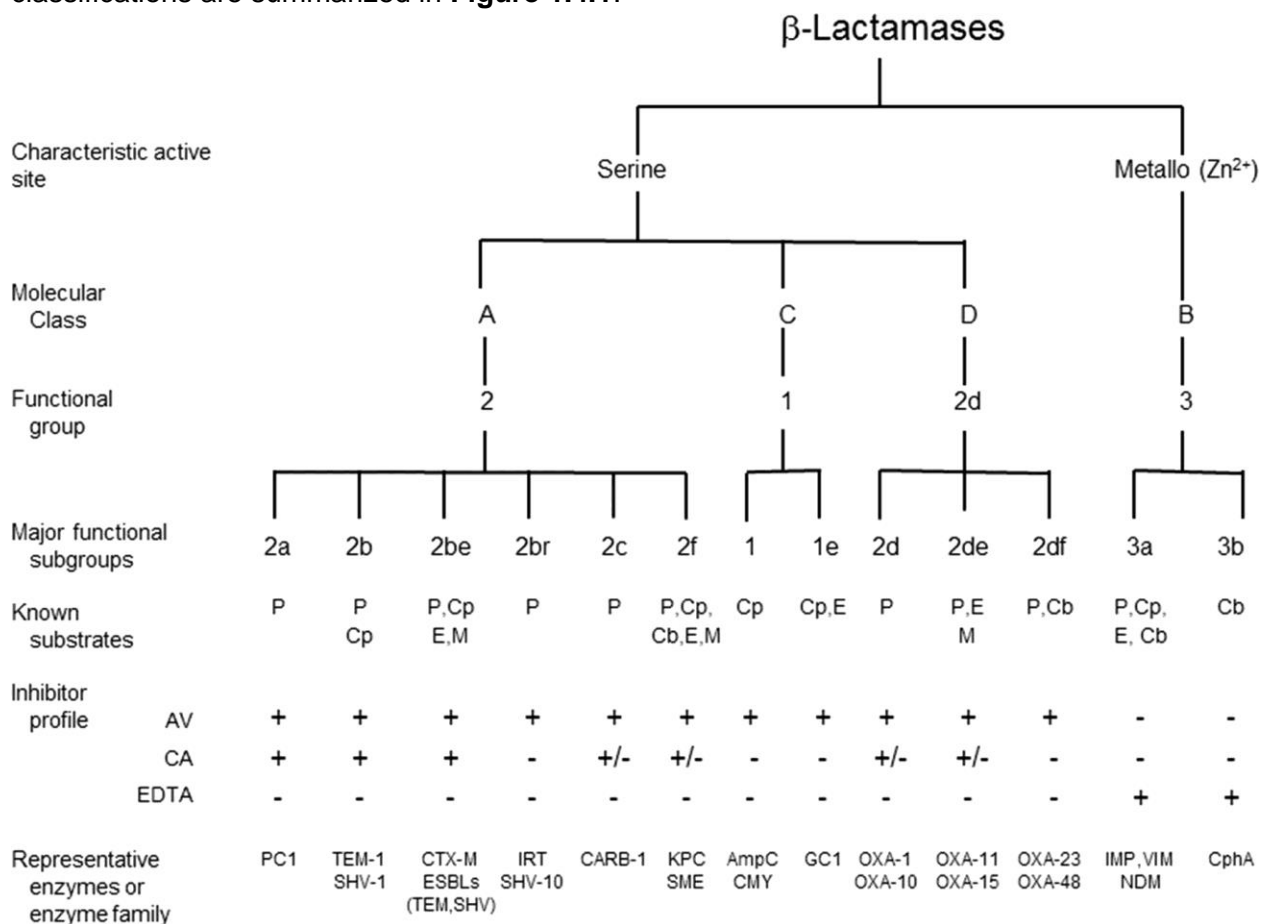 classifications are summarized in Figure 1.4.1.
β-Lactamases
Characteristic active
site
Serine Metallo (Zn²⁺)
Molecular
Class
A C D B
Functional
group
2 1 2d 3
Major functional
subgroups
2a 2b 2be 2br 2c 2f 1 1e 2d 2de 2df 3a 3b
Known
substrates
P P P,Cp P P P,Cp, Cp Cp,E P P,E P,Cb P,Cp, Cb
Cp E,M Cb,E,M M E, Cb
Inhibitor
profile
AV + + + + + + + + + + + - -
CA + + + - +/- +/- - - +/- +/- - - -
EDTA - - - - - - - - - - - + +
Representative
enzymes or
enzyme family
PC1 TEM-1 CTX-M IRT CARB-1 KPC AmpC GC1 OXA-1 OXA-11 OXA-23 IMP,VIM CphA
SHV-1 ESBLs SHV-10 SME CMY OXA-10 OXA-15 OXA-48 NDM
(TEM,SHV)